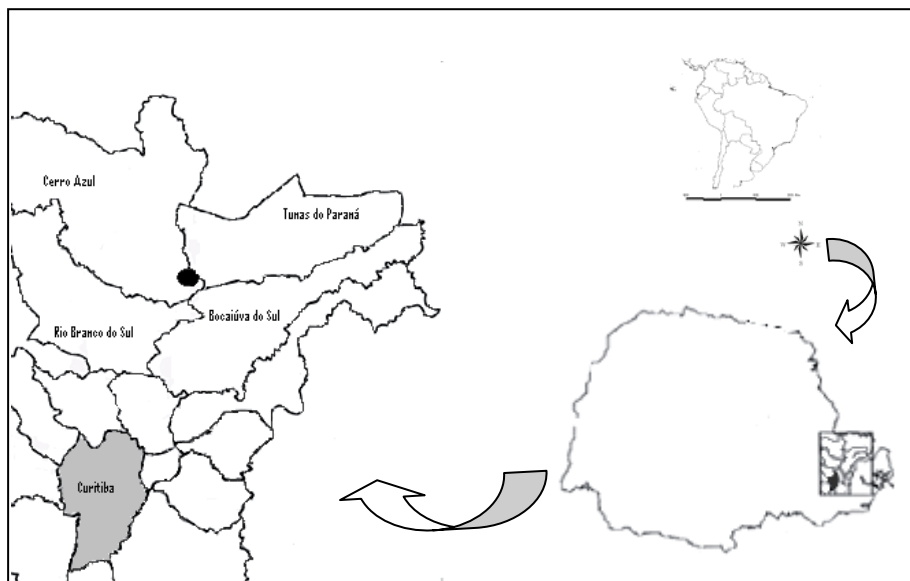 Cerro Azul
Tunas do Paraná
Rio Branco do Sul
Bocaiúva do Sul
Curitiba